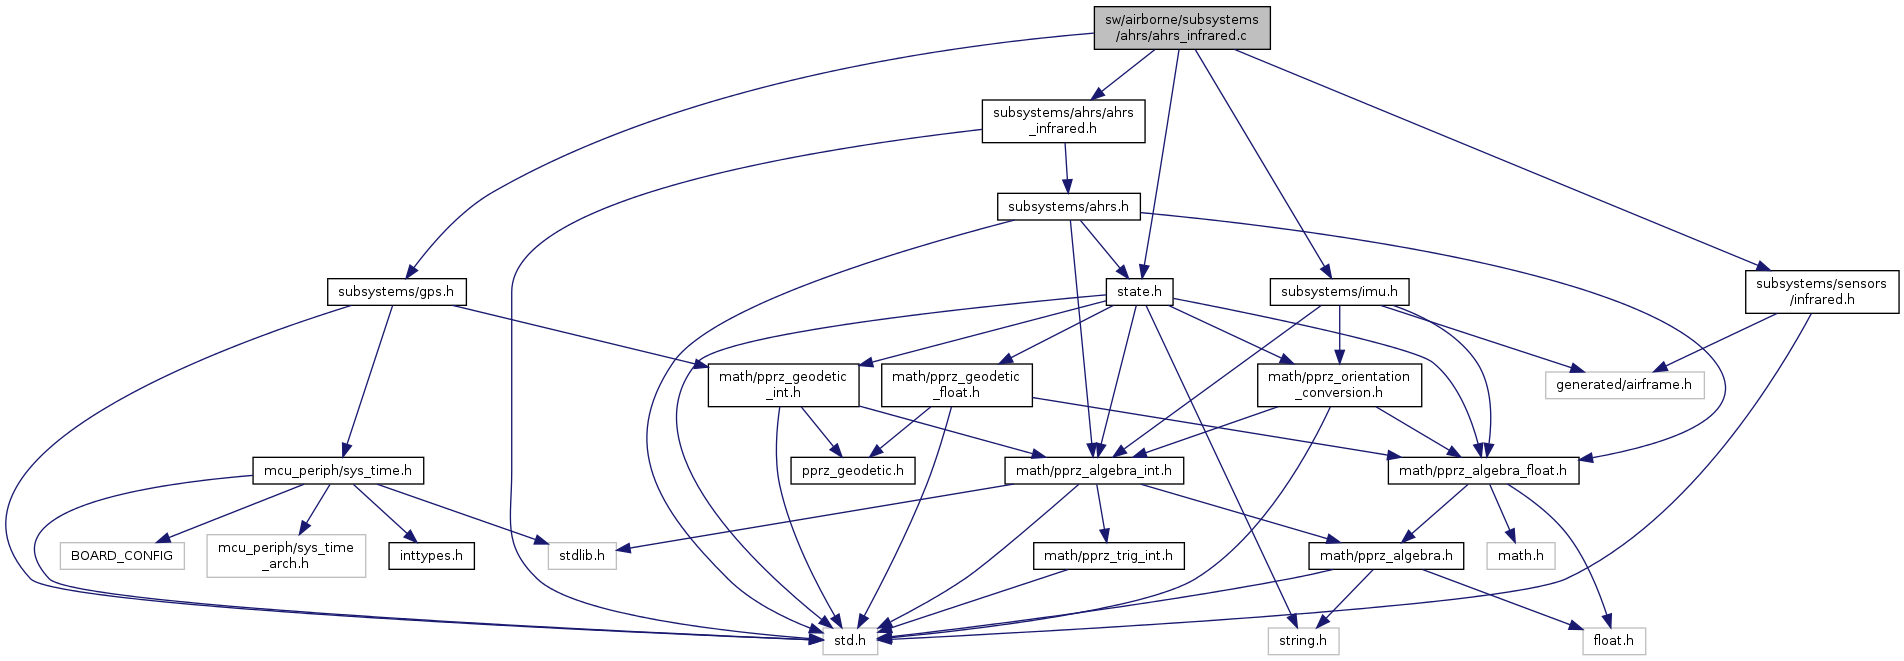 sw/airborne/subsystems
/ahrs/ahrs_infrared.c
subsystems/ahrs/ahrs
_infrared.h
subsystems/ahrs.h
subsystems/gps.h
state.h
subsystems/imu.h
subsystems/sensors
/infrared.h
math/pprz_geodetic
_int.h
math/pprz_geodetic
_float.h
math/pprz_orientation
_conversion.h
generated/airframe.h
mcu_periph/sys_time.h
pprz_geodetic.h
math/pprz_algebra_int.h
math/pprz_algebra_float.h
BOARD_CONFIG
mcu_periph/sys_time
_arch.h
inttypes.h
stdlib.h
math/pprz_trig_int.h
math/pprz_algebra.h
math.h
std.h
string.h
float.h